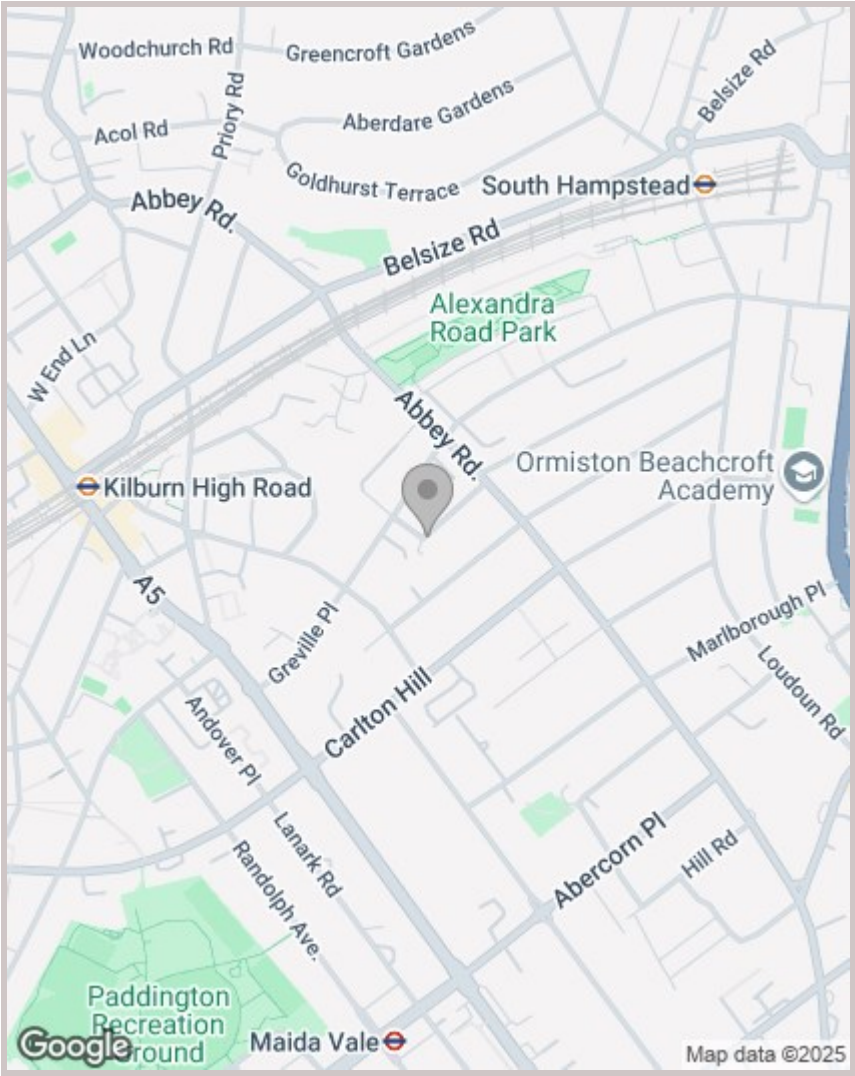 Woodchurch Rd
Greencroft Gardens
Belsize Rd
Priory Rd
Aberdare Gardens
Acol Rd
Goldhurst Terrace
South Hampstead
Abbey Rd.
Belsize Rd
Alexandra
Road Park
W End Ln
Abbey Rd.
Ormiston Beachcroft
Academy
Kilburn High Road
A5
Greville Pl
Marlborough Pl
Loudoun Rd
Carlton Hill
Andover Pl
Lanark Rd
Abercorn Pl
Hill Rd
Randolph Ave.
Paddington
Recreation
Ground
Maida Vale
Google
Map data ©2025